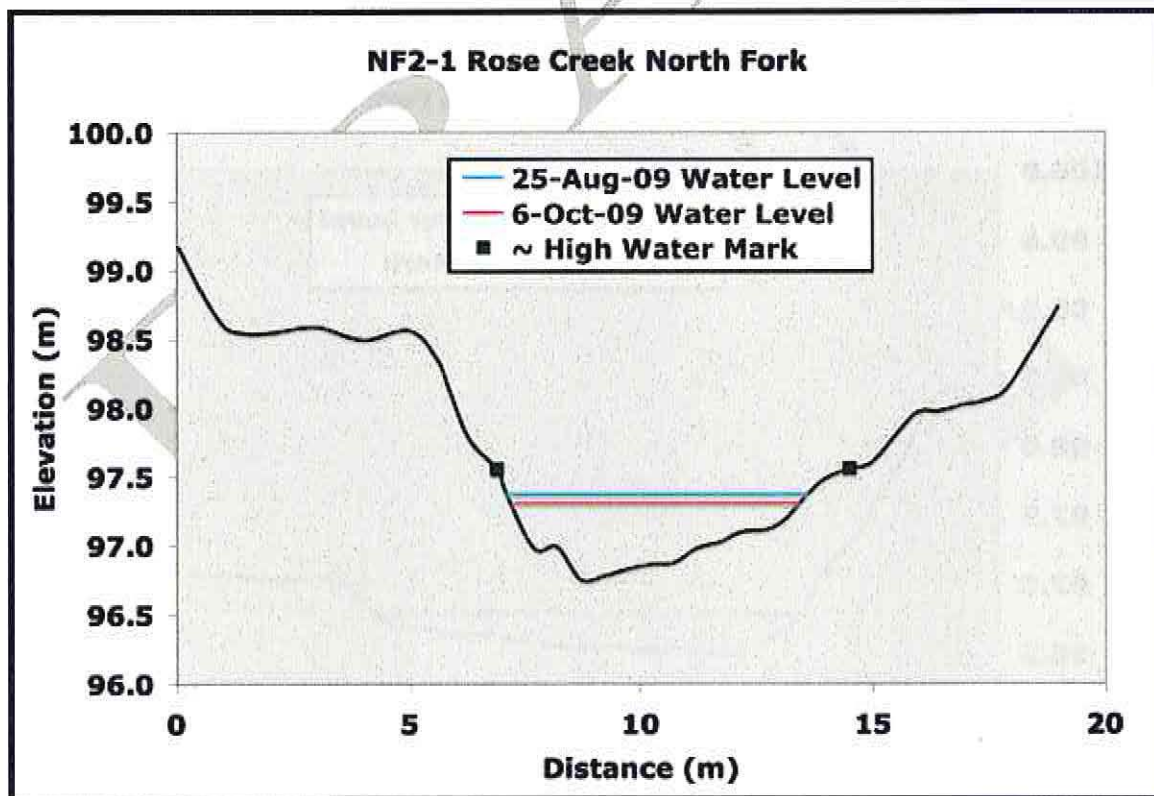 NF2-1 Rose Creek North Fork
100.0
99.5
99.0
98.5
98.0
97.5
97.0
96.5
96.0
Elevation (m)
25-Aug-09 Water Level
6-Oct-09 Water Level
~ High Water Mark
0 5 10 15 20
Distance (m)